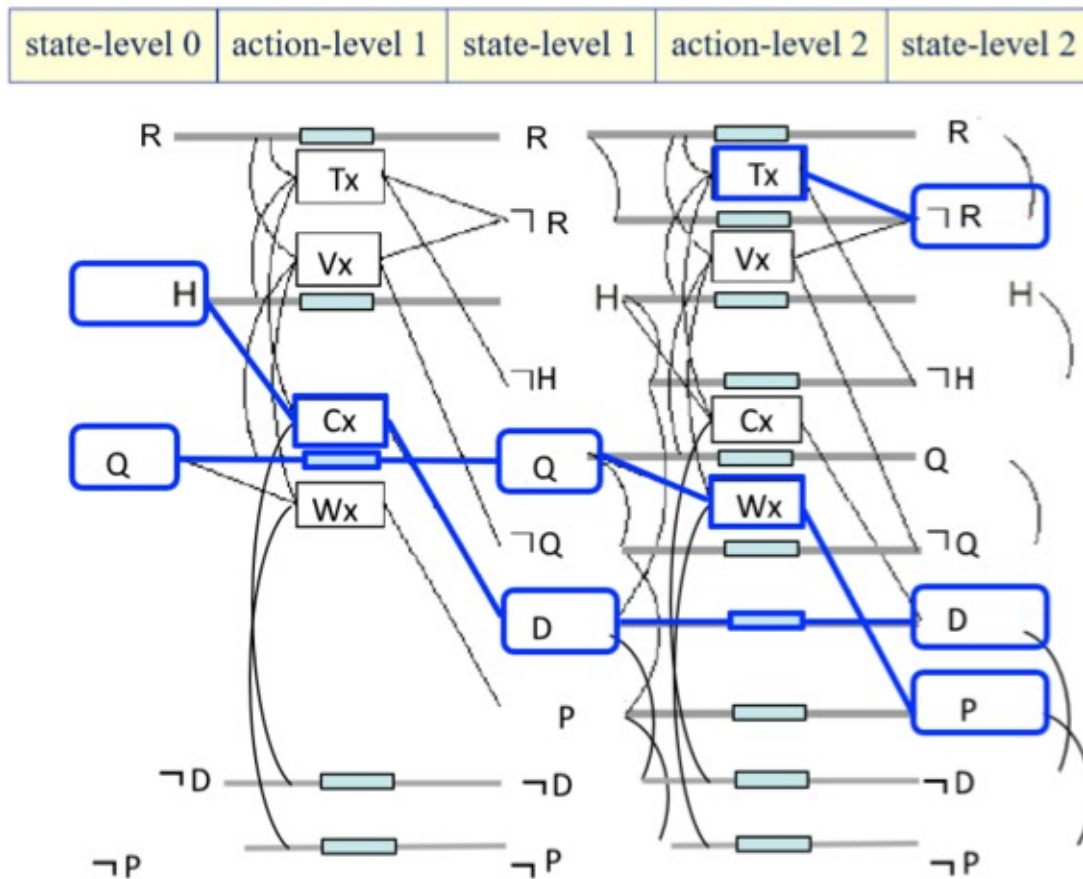 state-level 0 action-level 1 state-level 1 action-level 2 state-level 2
R R R
Tx Tx
¬R ¬R
Vx Vx
H H H
¬H ¬H
Cx Cx
Q Q Q
Wx Wx
¬Q ¬Q
D D
P P
¬D ¬D ¬D
¬P ¬P ¬P